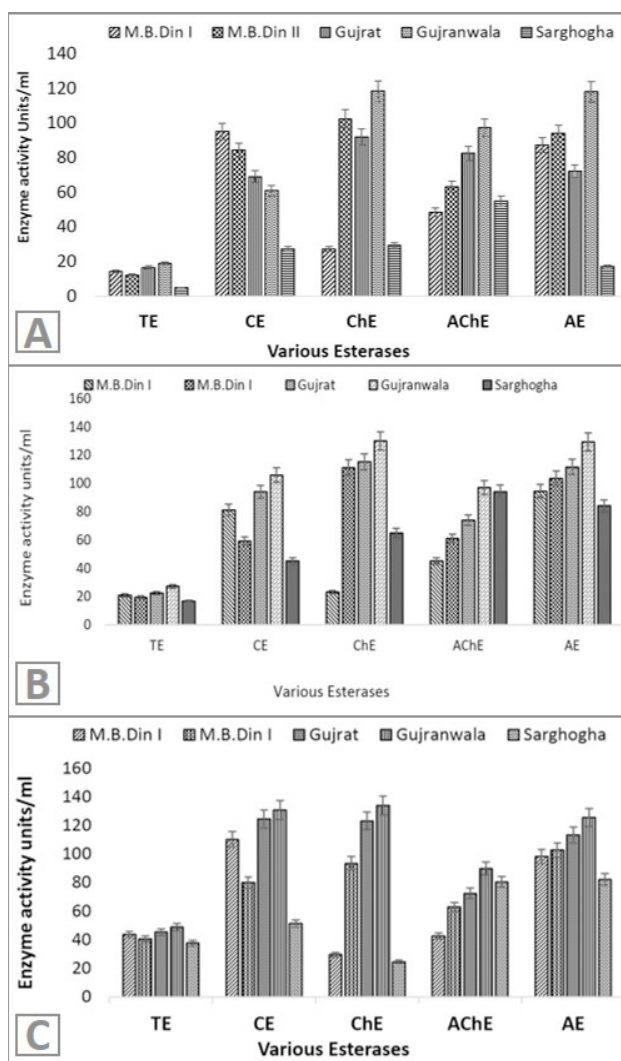 M.B.Din I M.B.Din II Gujrat Gujranwala Sarghogha
140
120
100
80
60
40
20
0
Enzyme activity Units/ml
TE CE ChE AChE AE
Various Esterases
A
M.B.Din I M.B.Din I Gujrat Gujranwala Sarghogha
160
140
120
100
80
60
40
20
0
Enzyme activity units/ml
TE CE ChE AChE AE
Various Esterases
B
M.B.Din I M.B.Din I Gujrat Gujranwala Sarghogha
160
140
120
100
80
60
40
20
0
Enzyme activity units/ml
TE CE ChE AChE AE
Various Esterases
C